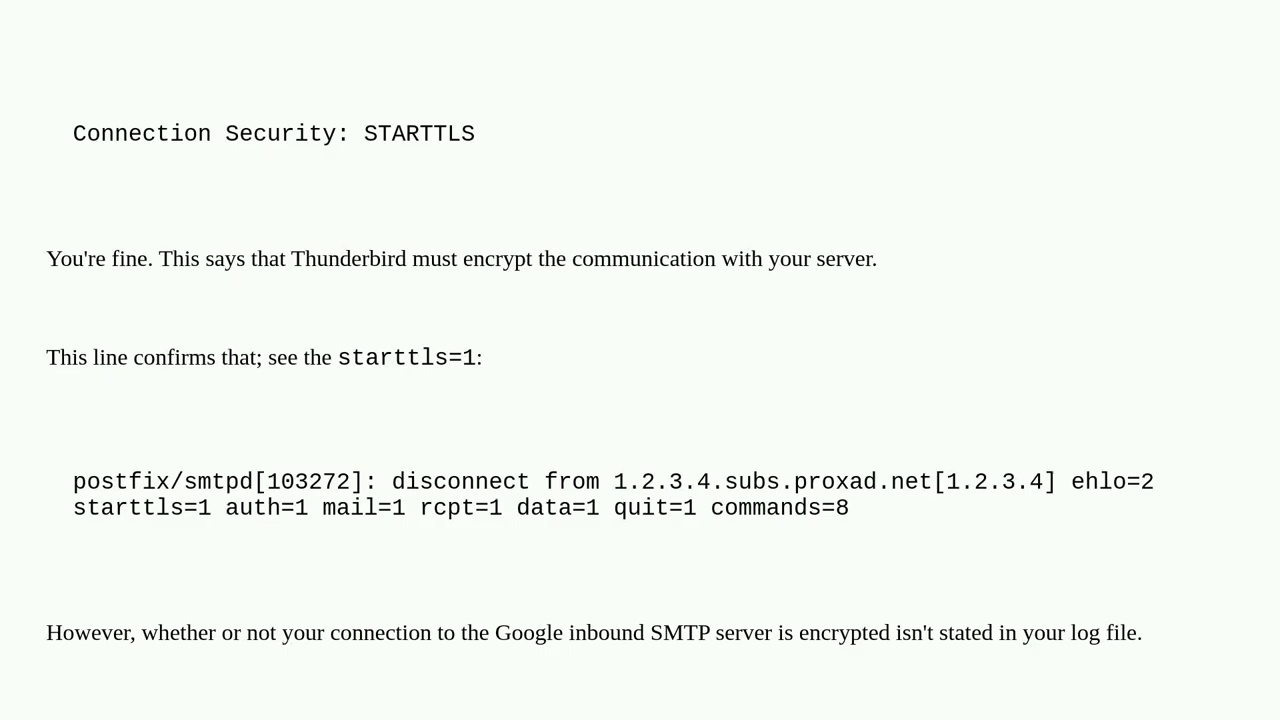 Connection Security: STARTTLS
You're fine. This says that Thunderbird must encrypt the communication with your server.
This line confirms that; see the starttls=1:
postfix/smtpd[103272]: disconnect from 1.2.3.4.subs.proxad.net[1.2.3.4] ehlo=2
starttls=1 auth=1 mail=1 rcpt=1 data=1 quit=1 commands=8
However, whether or not your connection to the Google inbound SMTP server is encrypted isn't stated in your log file.